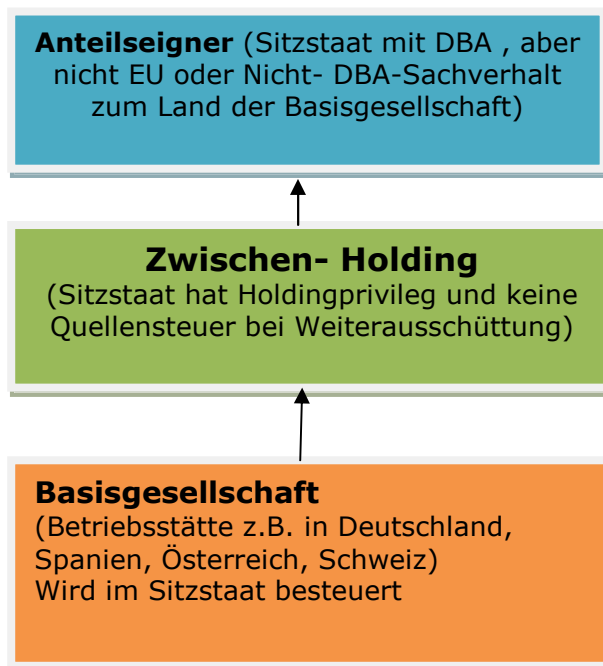 Anteilseigner (Sitzstaat mit DBA , aber
nicht EU oder Nicht- DBA-Sachverhalt
zum Land der Basisgesellschaft)
Zwischen- Holding
(Sitzstaat hat Holdingprivileg und keine
Quellensteuer bei Weiterausschüttung)
Basisgesellschaft
(Betriebsstätte z.B. in Deutschland,
Spanien, Österreich, Schweiz)
Wird im Sitzstaat besteuert